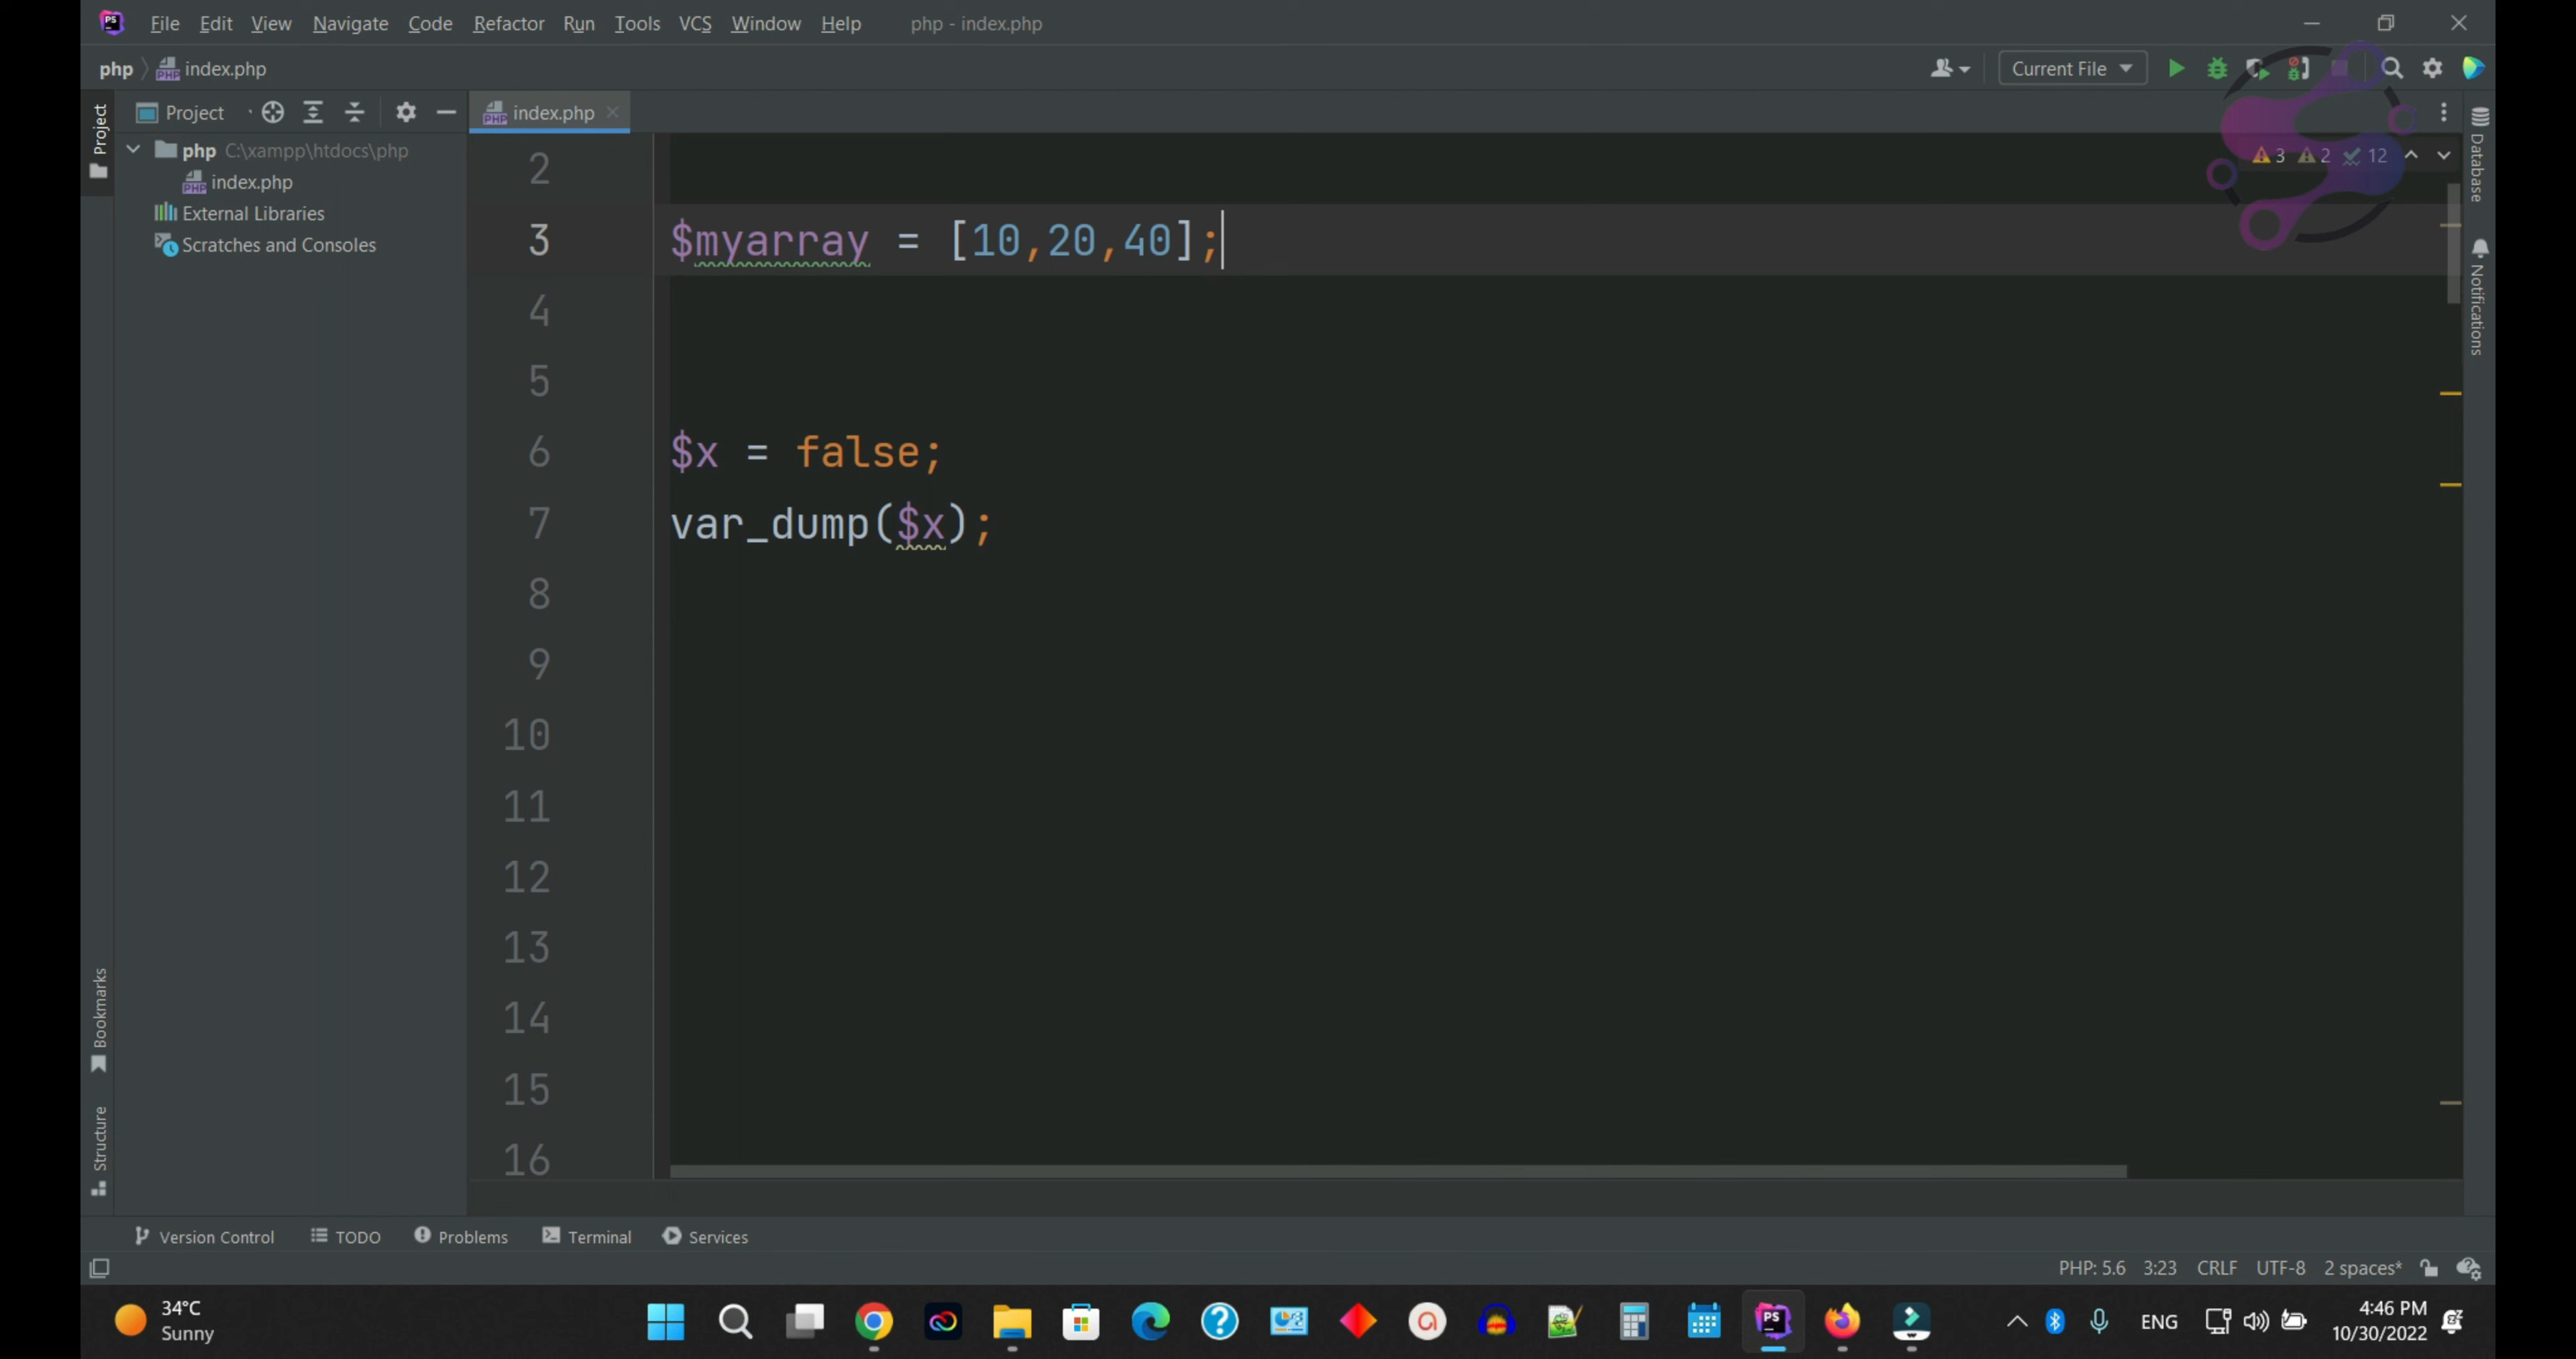 File Edit View Navigate Code Refactor Run Tools VCS Window Help php - index.php
php index.php Current File
Project index.php
Project
php C:\xampp\htdocs\php
index.php
External Libraries
Scratches and Consoles
3 2 12
Database
Notifications
2
3 $myarray = [10,20,40];
4
5
6 $x = false;
7 var_dump($x);
8
9
10
11
12
13
14
15
16
Bookmarks
Structure
Version Control TODO Problems Terminal Services
PHP: 5.6 3:23 CRLF UTF-8 2 spaces*
34°C
Sunny
ENG
4:46 PM
10/30/2022